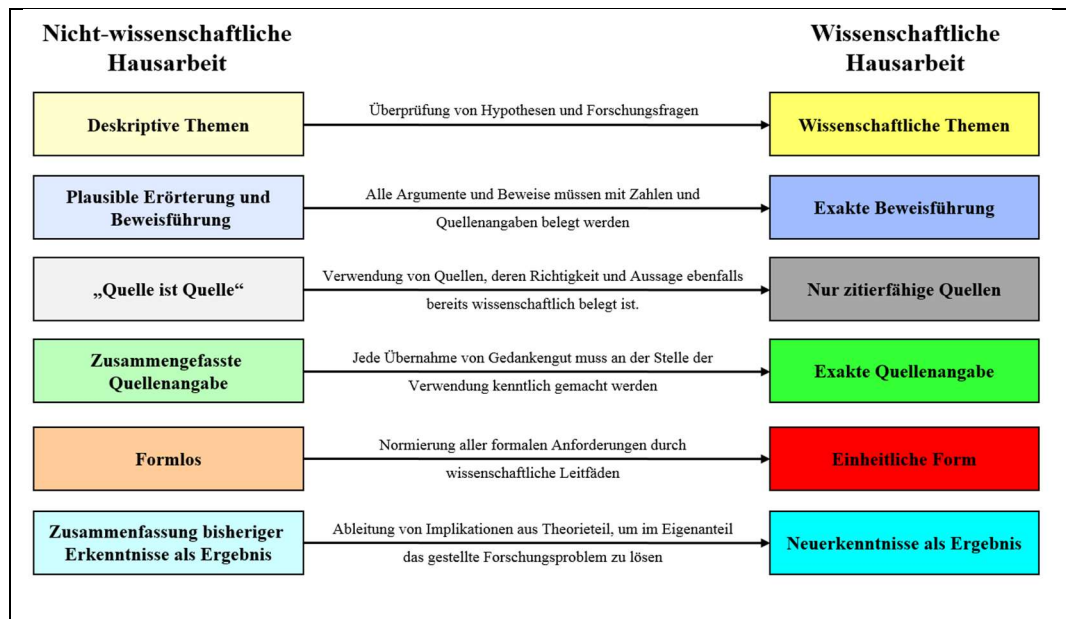 Nicht-wissenschaftliche
Hausarbeit
Wissenschaftliche
Hausarbeit
Deskriptive Themen
Überprüfung von Hypothesen und Forschungsfragen
Wissenschaftliche Themen
Plausible Erörterung und
Beweisführung
Alle Argumente und Beweise müssen mit Zahlen und
Quellenangaben belegt werden
Exakte Beweisführung
„Quelle ist Quelle“
Verwendung von Quellen, deren Richtigkeit und Aussage ebenfalls
bereits wissenschaftlich belegt ist.
Nur zitierfähige Quellen
Zusammengefasste
Quellenangabe
Jede Übernahme von Gedankengut muss an der Stelle der
Verwendung kenntlich gemacht werden
Exakte Quellenangabe
Formlos
Normierung aller formalen Anforderungen durch
wissenschaftliche Leitfäden
Einheitliche Form
Zusammenfassung bisheriger
Erkenntnisse als Ergebnis
Ableitung von Implikationen aus Theorieteil, um im Eigenanteil
das gestellte Forschungsproblem zu lösen
Neuerkenntnisse als Ergebnis